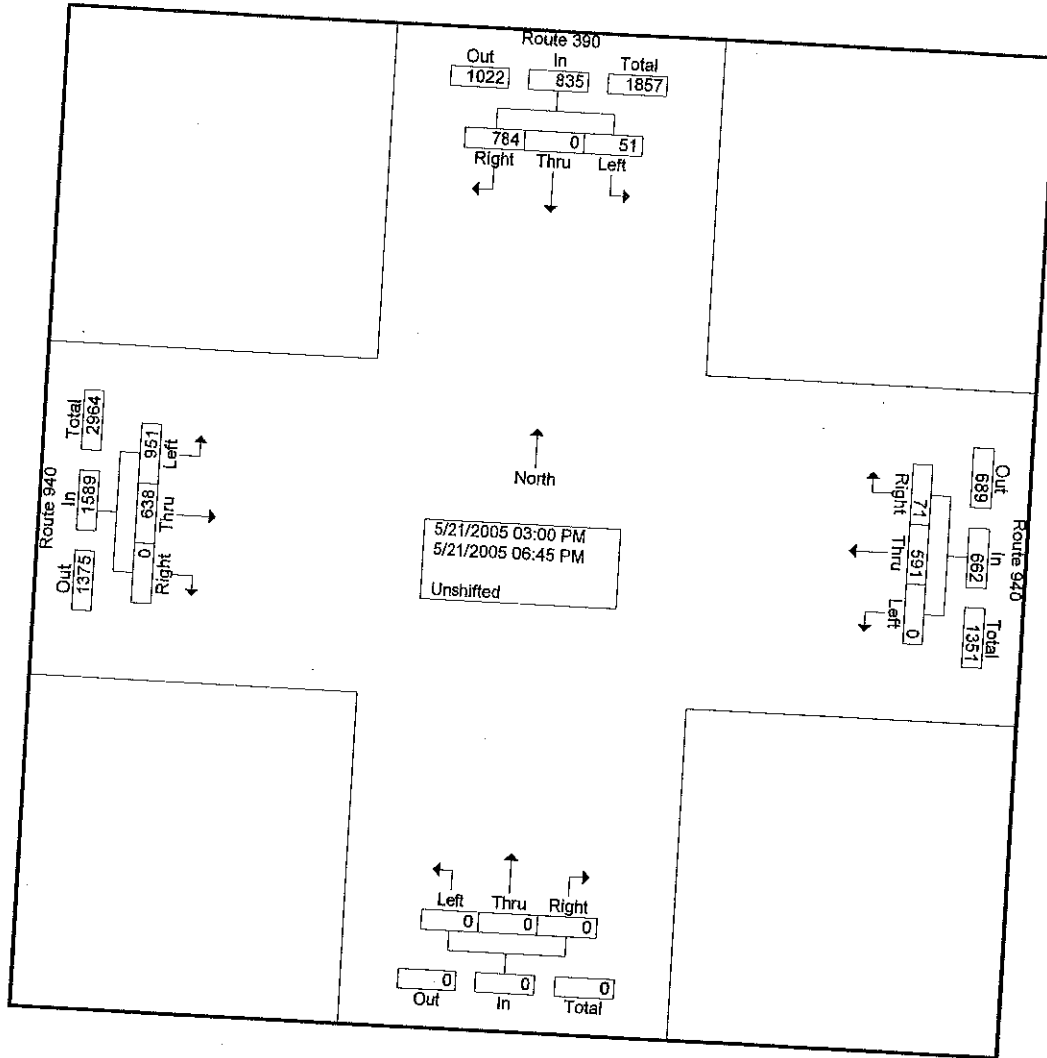 Route 390
Out In Total
1022 835 1857
784 0 51
Right Thru Left
Route 940
Total In Out
2964 1589 1375
951 638 0
Left Thru Right
North
5/21/2005 03:00 PM
5/21/2005 06:45 PM
Unshifted
Route 940
Out In Total
689 662 1351
71 591 0
Right Thru Left
Left Thru Right
0 0 0
0 0 0
Out In Total